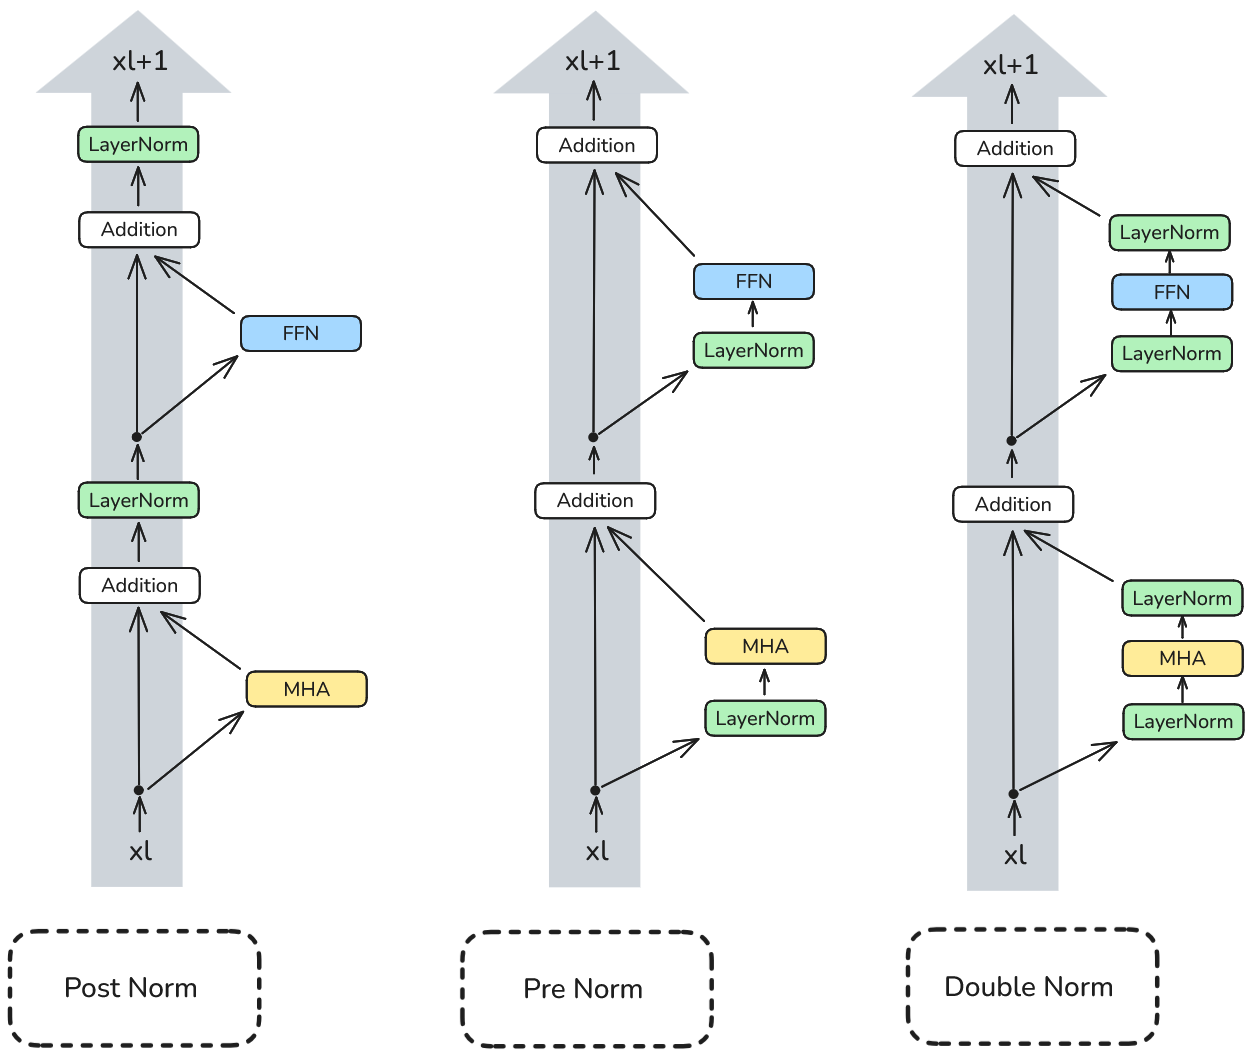 xl+1
LayerNorm
Addition
FFN
LayerNorm
Addition
MHA
xl
Post Norm
xl+1
Addition
FFN
LayerNorm
Addition
MHA
LayerNorm
xl
Pre Norm
xl+1
Addition
LayerNorm
FFN
LayerNorm
Addition
LayerNorm
MHA
LayerNorm
xl
Double Norm